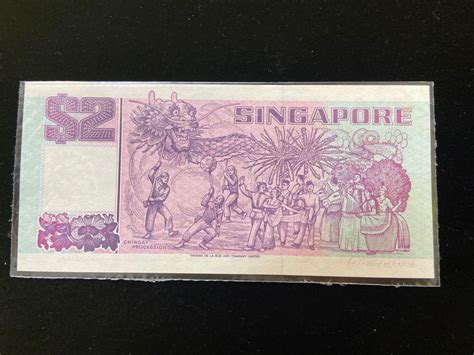 $2
SINGAPORE
CHINGAY
PROCESSION
THOMAS DE LA RUE AND COMPANY LIMITED